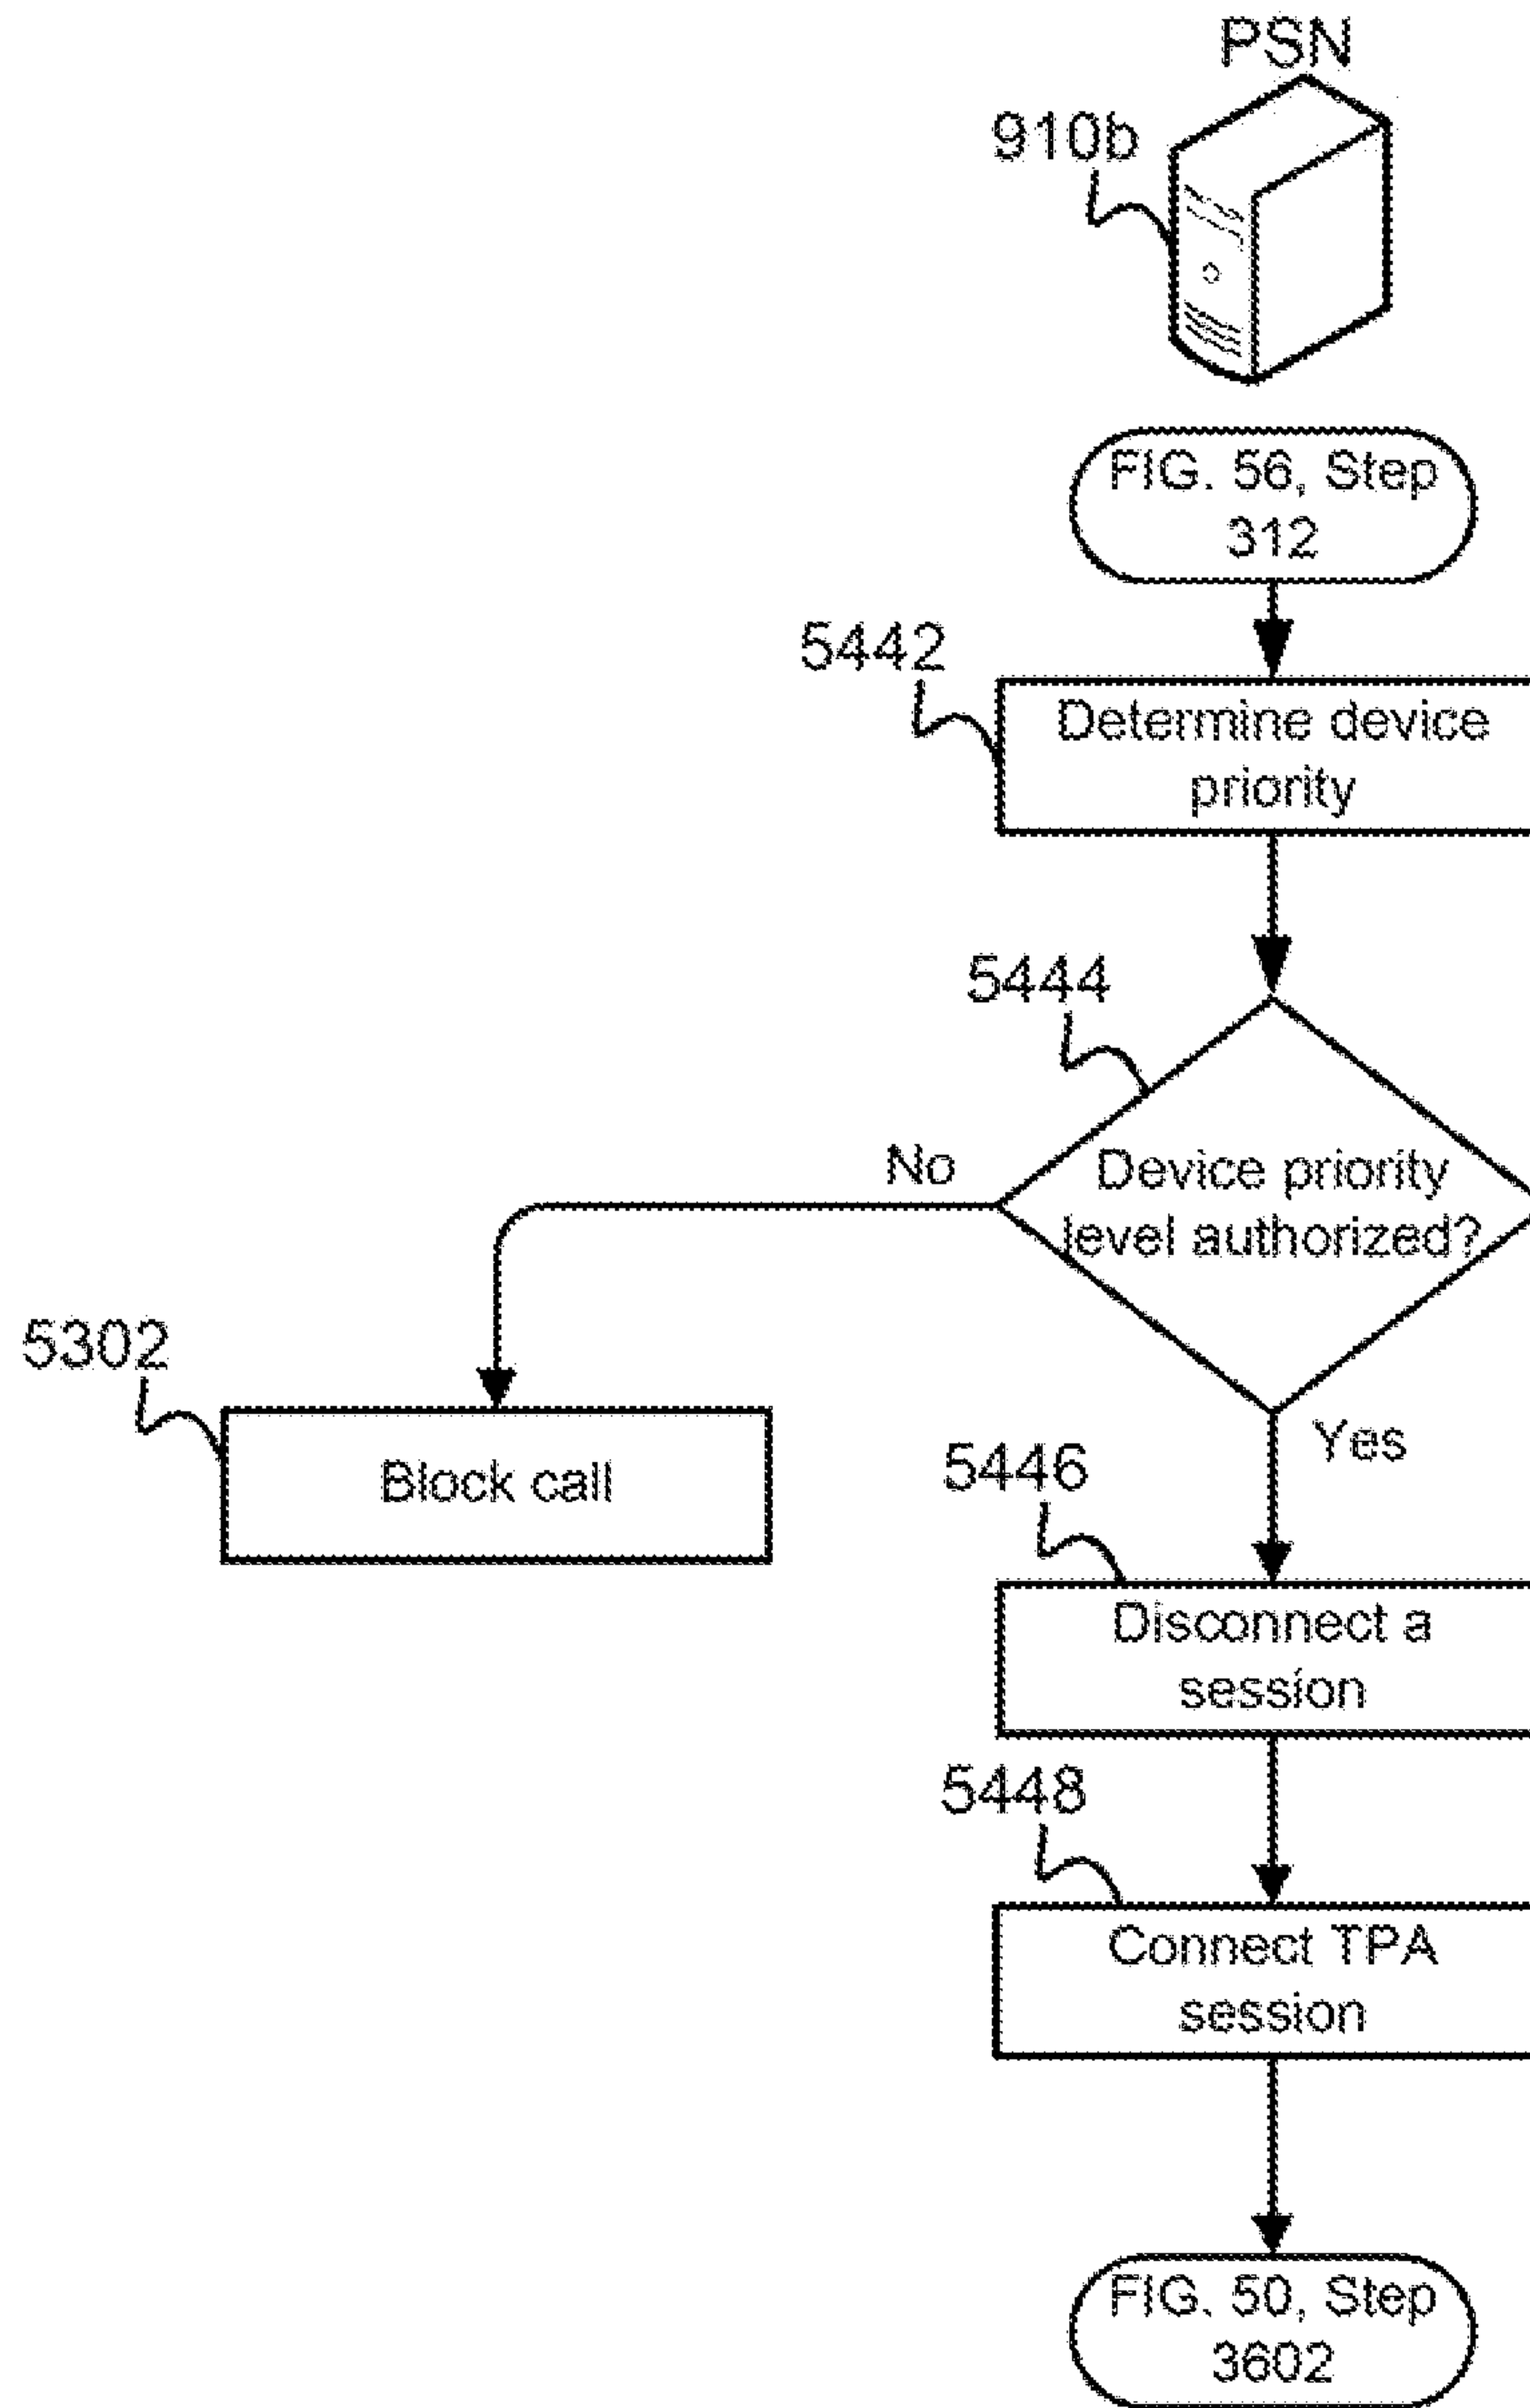 PSN
910b
FIG. 56, Step
312
5442
Determine device
priority
5444
No
Device priority
level authorized?
5302
Block call
Yes
5446
Disconnect a
session
5448
Connect TPA
session
FIG. 50, Step
3602